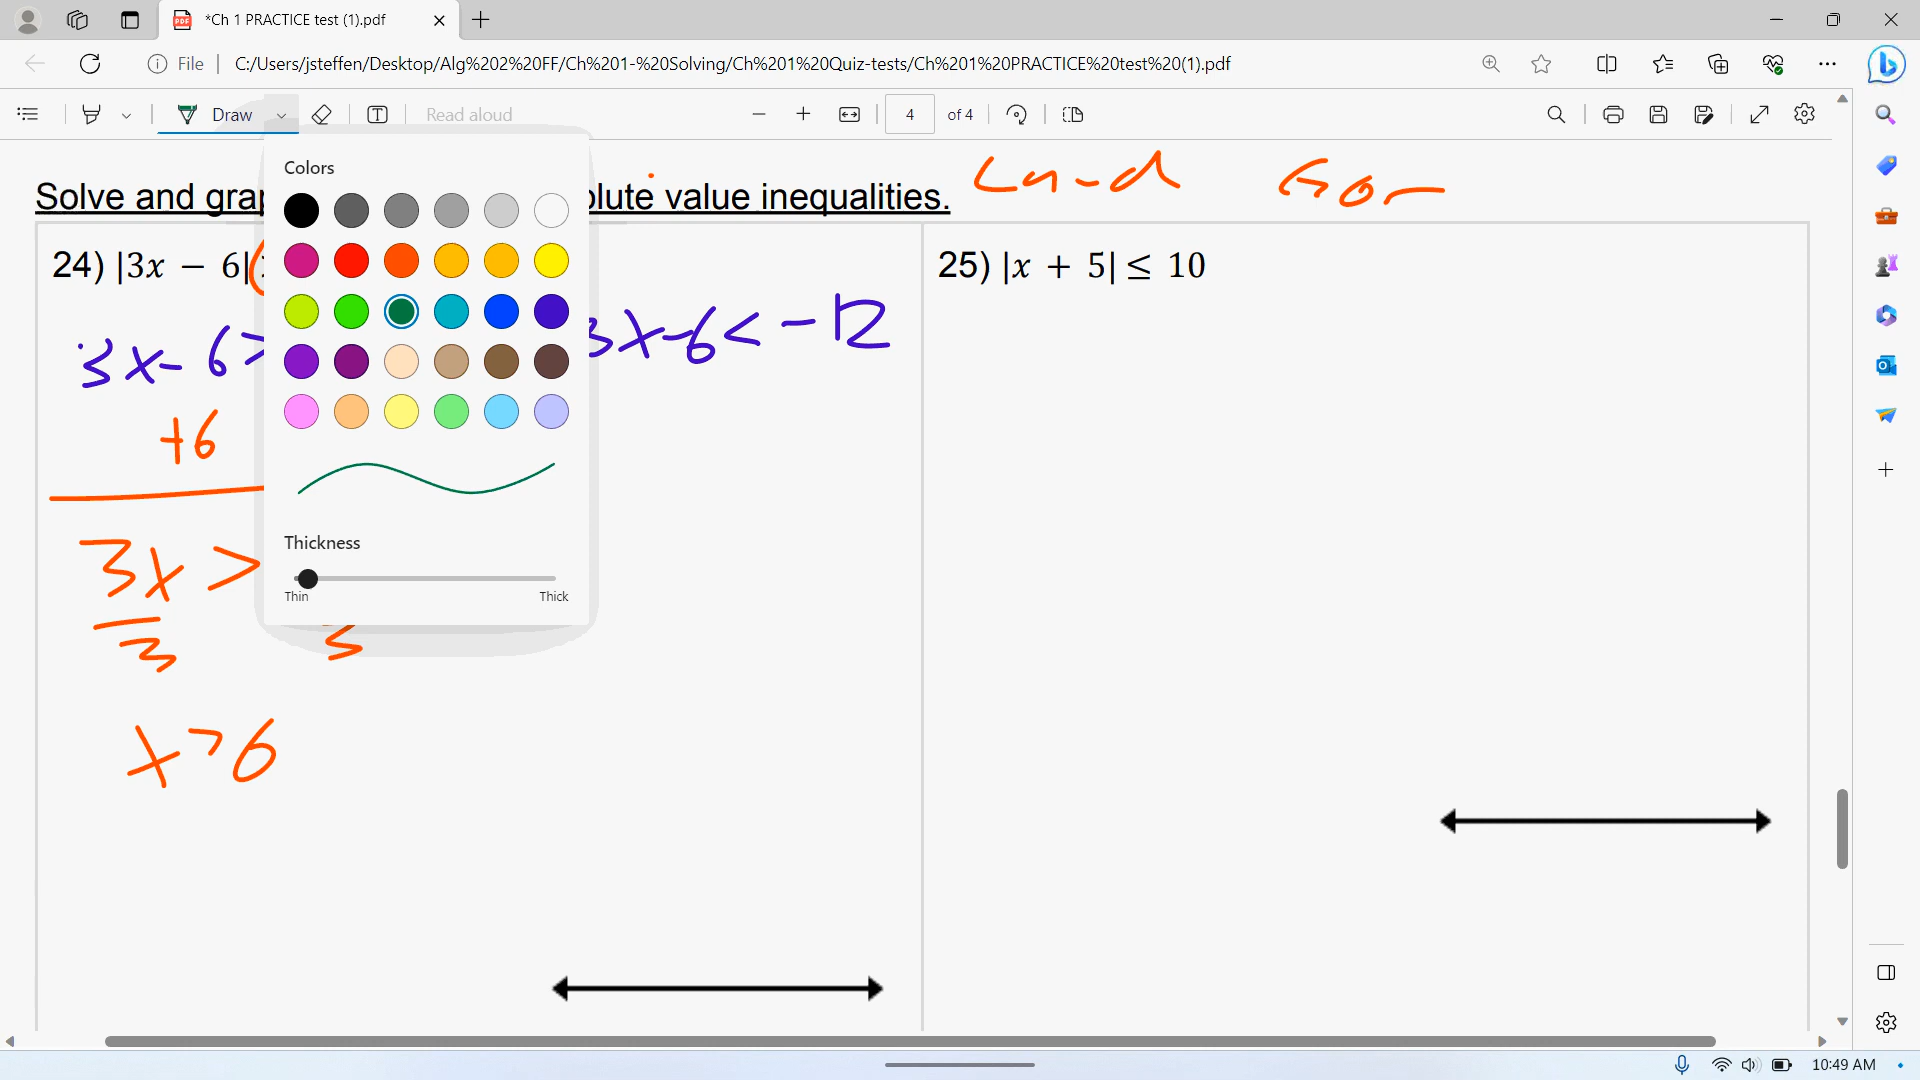 *Ch 1 PRACTICE test (1).pdf
File
C:/Users/jsteffen/Desktop/Alg%202%20FF/Ch%201-%20Solving/Ch%201%20Quiz-tests/Ch%201%20PRACTICE%20test%20(1).pdf
Draw
Read aloud
4 of 4
Colors
Thickness
Thin Thick
Solve and grap
lute value inequalities.
24) |3x − 6|
25) |x + 5| ≤ 10
3x-6>
3x-6<-12
+6
3x >
3
3
x>6
Gor
10:49 AM